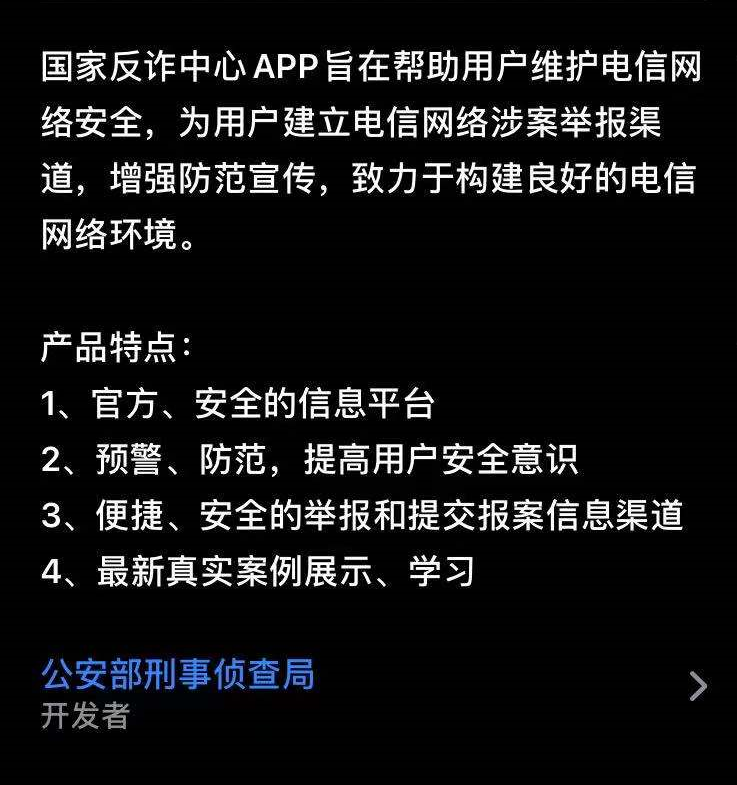 国家反诈中心APP旨在帮助用户维护电信网
络安全，为用户建立电信网络涉案举报渠
道，增强防范宣传，致力于构建良好的电信
网络环境。
产品特点：
1、官方、安全的信息平台
2、预警、防范，提高用户安全意识
3、便捷、安全的举报和提交报案信息渠道
4、最新真实案例展示、学习
公安部刑事侦查局
开发者